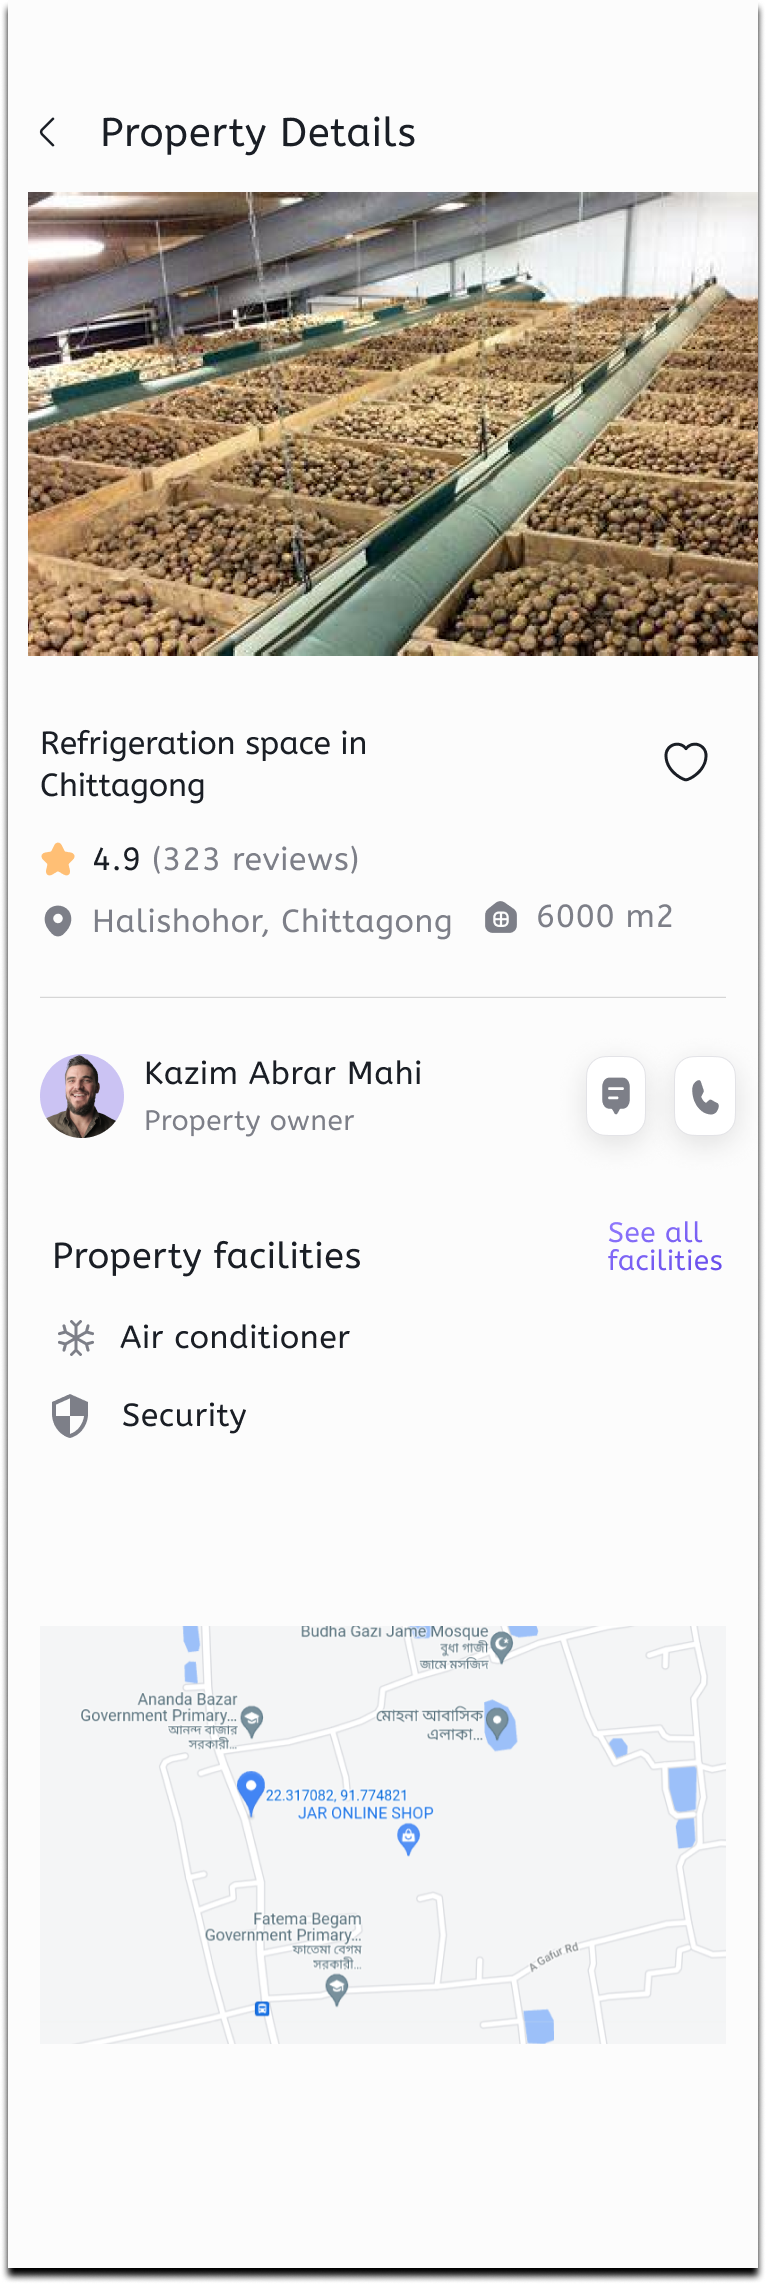 Property Details
Refrigeration space in
Chittagong
4.9 (323 reviews)
Halishohor, Chittagong
6000 m2
Kazim Abrar Mahi
Property owner
Property facilities
See all
facilities
Air conditioner
Security
Budha Gazi Jame Mosque
বুধা গাজী
জামে মসজিদ
Ananda Bazar
Government Primary...
আনন্দ বাজার
সরকারী...
মোহনা আবাসিক
এলাকা...
22.317082, 91.774821
JAR ONLINE SHOP
Fatema Begam
Government Primary...
ফাতেমা বেগম
সরকারী...
A Gafur Rd